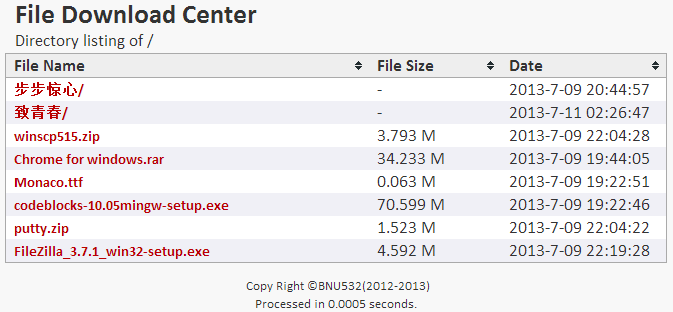 File Download Center
Directory listing of /
File Name File Size Date
步步惊心/ - 2013-7-09 20:44:57
致青春/ - 2013-7-11 02:26:47
winscp515.zip 3.793 M 2013-7-09 22:04:28
Chrome for windows.rar 34.233 M 2013-7-09 19:44:05
Monaco.ttf 0.063 M 2013-7-09 19:22:51
codeblocks-10.05mingw-setup.exe 70.599 M 2013-7-09 19:22:46
putty.zip 1.523 M 2013-7-09 22:04:22
FileZilla_3.7.1_win32-setup.exe 4.592 M 2013-7-09 22:19:28
Copy Right ©BNU532(2012-2013)
Processed in 0.0005 seconds.